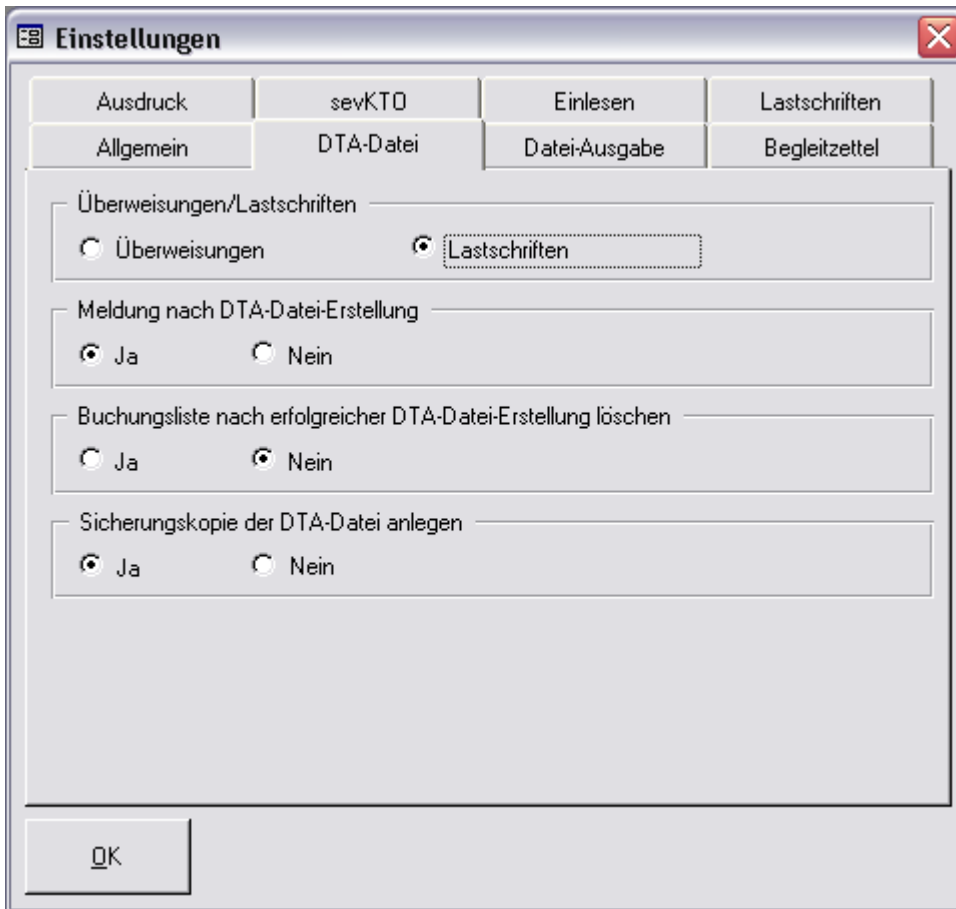 Einstellungen
Ausdruck sevKTO Einlesen Lastschriften
Allgemein DTA-Datei Datei-Ausgabe Begleitzettel
Überweisungen/Lastschriften
Überweisungen Lastschriften
Meldung nach DTA-Datei-Erstellung
Ja Nein
Buchungsliste nach erfolgreicher DTA-Datei-Erstellung löschen
Ja Nein
Sicherungskopie der DTA-Datei anlegen
Ja Nein
OK